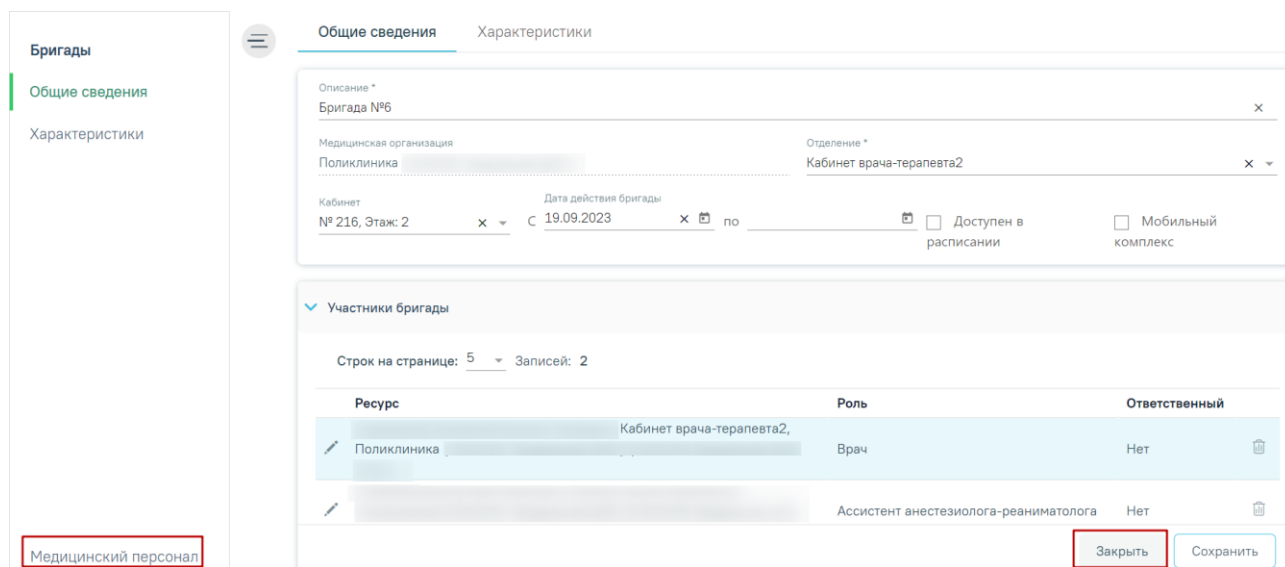 Бригады
Общие сведения
Характеристики
Медицинский персонал
Общие сведения Характеристики
Описание *
Бригада №6
Медицинская организация Отделение *
Поликлиника Кабинет врача-терапевта2
Кабинет Дата действия бригады
№ 216, Этаж: 2 С 19.09.2023 по Доступен в Мобильный
расписании комплекс
Участники бригады
Строк на странице: 5 Записей: 2
Ресурс Роль Ответственный
Кабинет врача-терапевта2,
Поликлиника Врач Нет
Ассистент анестезиолога-реаниматолога Нет
Закрыть Сохранить